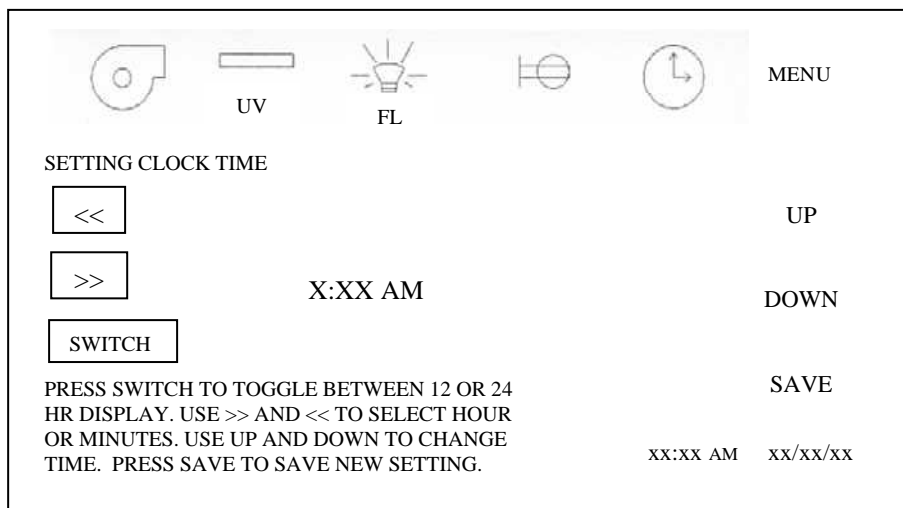 MENU
UV
FL
SETTING CLOCK TIME
<<
UP
>>
X:XX AM
DOWN
SWITCH
PRESS SWITCH TO TOGGLE BETWEEN 12 OR 24
HR DISPLAY. USE >> AND << TO SELECT HOUR
OR MINUTES. USE UP AND DOWN TO CHANGE
TIME. PRESS SAVE TO SAVE NEW SETTING.
SAVE
xx:xx AM xx/xx/xx